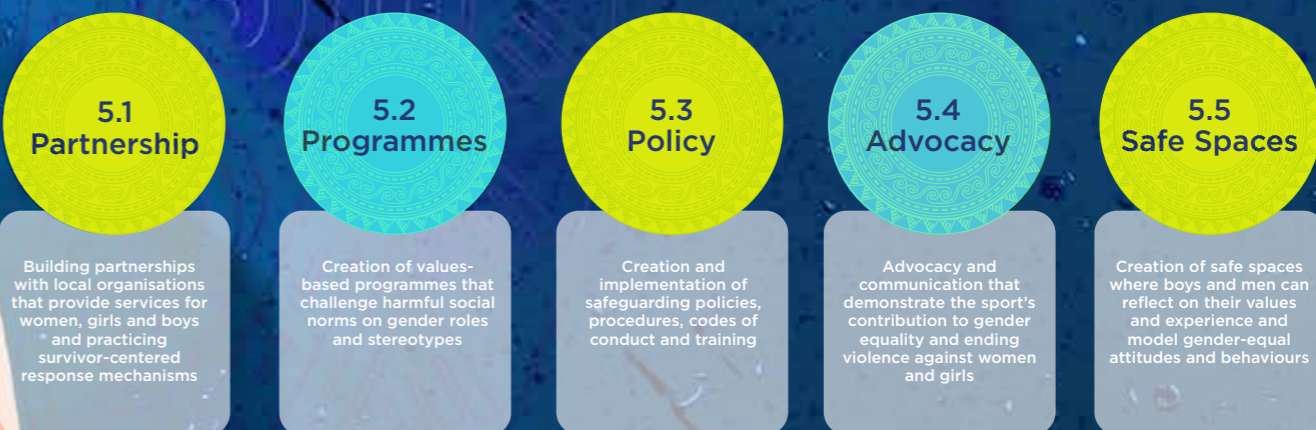 5.1
Partnership
Building partnerships
with local organisations
that provide services for
women, girls and boys
and practicing
survivor-centered
response mechanisms
5.2
Programmes
Creation of values-
based programmes that
challenge harmful social
norms on gender roles
and stereotypes
5.3
Policy
Creation and
implementation of
safeguarding policies,
procedures, codes of
conduct and training
5.4
Advocacy
Advocacy and
communication that
demonstrate the sport's
contribution to gender
equality and ending
violence against women
and girls
5.5
Safe Spaces
Creation of safe spaces
where boys and men can
reflect on their values
and experience and
model gender-equal
attitudes and behaviours